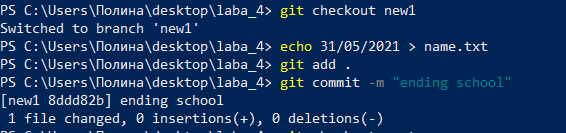 PS C:\Users\Полина\desktop\laba_4> git checkout new1
Switched to branch 'new1'
PS C:\Users\Полина\desktop\laba_4> echo 31/05/2021 > name.txt
PS C:\Users\Полина\desktop\laba_4> git add .
PS C:\Users\Полина\desktop\laba_4> git commit -m "ending school"
[new1 8ddd82b] ending school
 1 file changed, 0 insertions(+), 0 deletions(-)